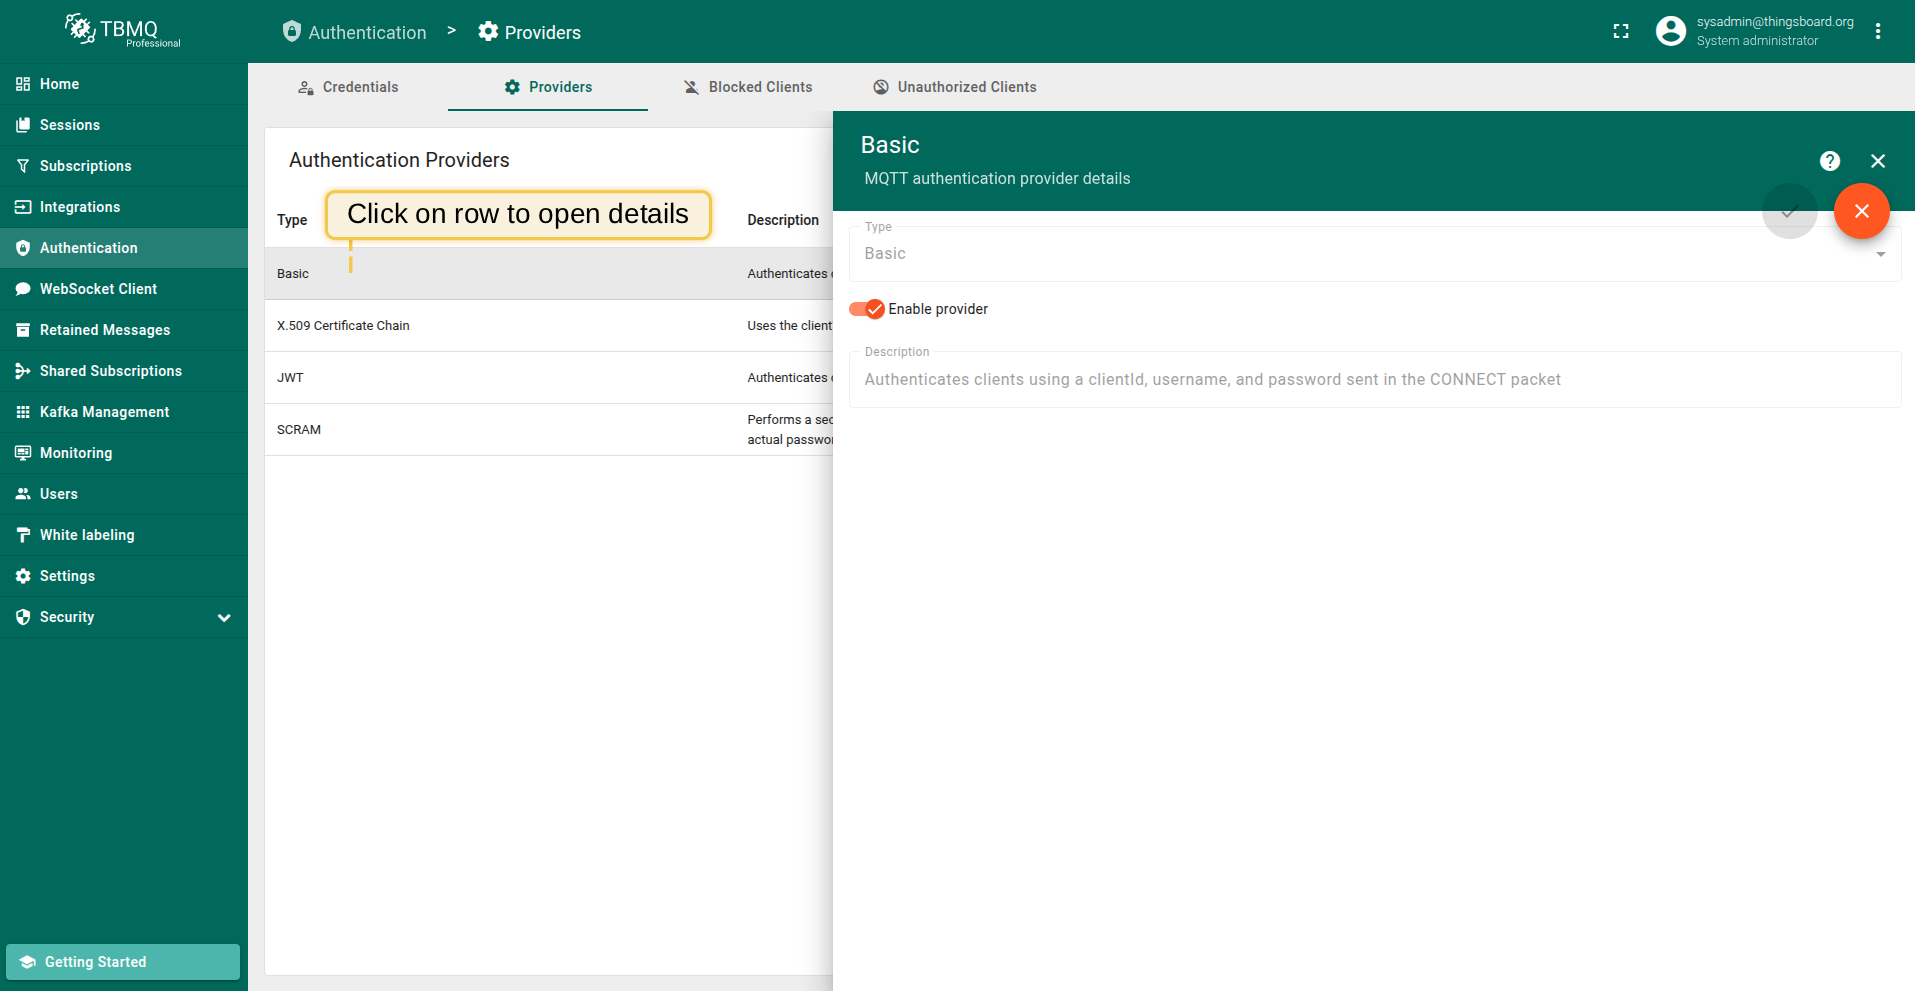 TBMQ
Professional
Authentication > Providers
sysadmin@thingsboard.org
System administrator
Home
Sessions
Subscriptions
Integrations
Authentication
WebSocket Client
Retained Messages
Shared Subscriptions
Kafka Management
Monitoring
Users
White labeling
Settings
Security
Getting Started
Credentials
Providers
Blocked Clients
Unauthorized Clients
Authentication Providers
Click on row to open details
Type
Description
Basic
Authenticates
X.509 Certificate Chain
Uses the client
JWT
Authenticates
SCRAM
Performs a sec
actual passwo
Basic
MQTT authentication provider details
Type
Basic
Enable provider
Description
Authenticates clients using a clientId, username, and password sent in the CONNECT packet